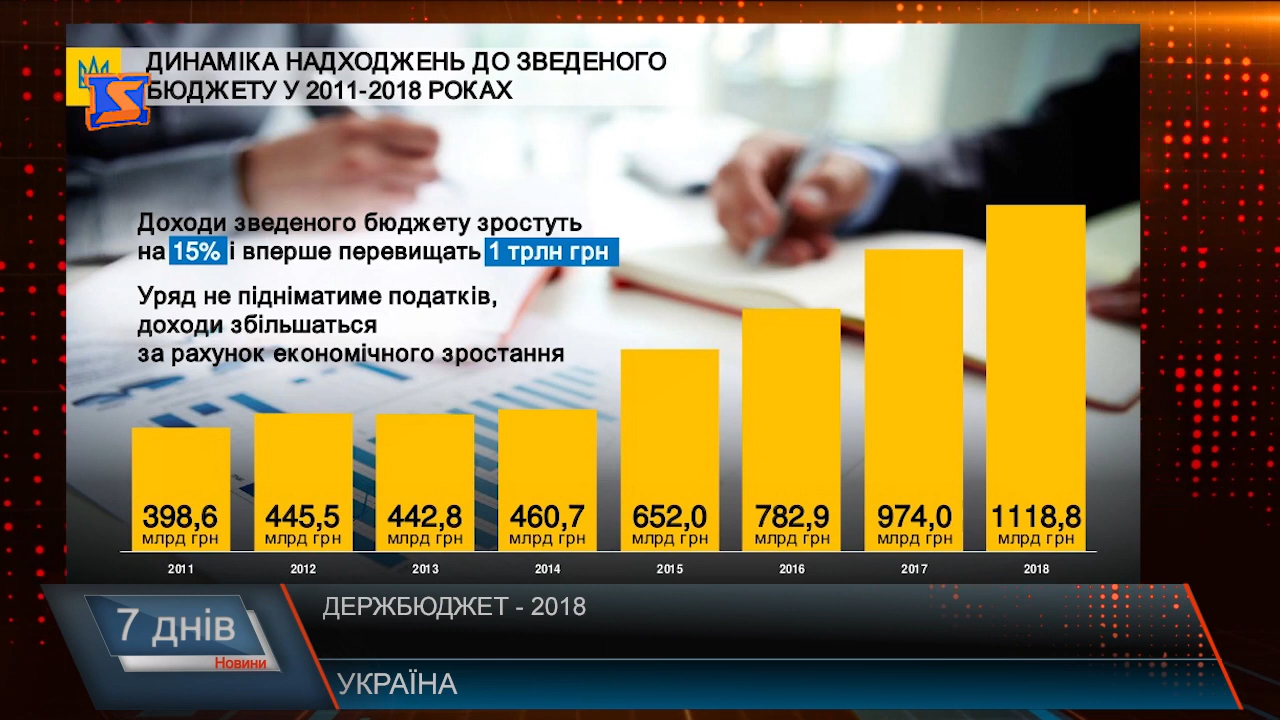 ДИНАМІКА НАДХОДЖЕНЬ ДО ЗВЕДЕНОГО
БЮДЖЕТУ У 2011-2018 РОКАХ
Доходи зведеного бюджету зростуть
на 15% і вперше перевищать 1 трлн грн
Уряд не підніматиме податків,
доходи збільшаться
за рахунок економічного зростання
398,6 445,5 442,8 460,7 652,0 782,9 974,0 1118,8
млрд грн млрд грн млрд грн млрд грн млрд грн млрд грн млрд грн млрд грн
2011 2012 2013 2014 2015 2016 2017 2018
7 днів
Новини
ДЕРЖБЮДЖЕТ - 2018
УКРАЇНА